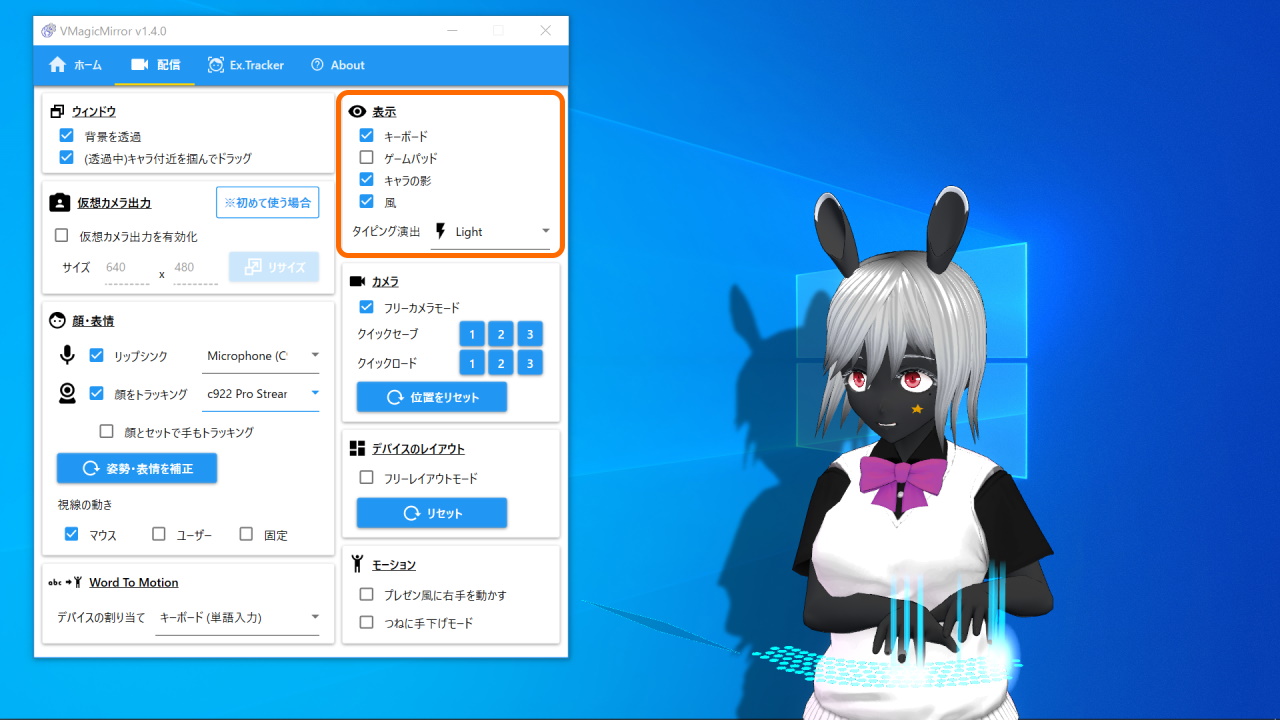 VMagicMirror v1.4.0
ホーム
配信
Ex.Tracker
About
ウィンドウ
背景を透過
(透過中)キャラ付近を掴んでドラッグ
仮想カメラ出力
※初めて使う場合
仮想カメラ出力を有効化
サイズ 640 x 480 リサイズ
顔・表情
リップシンク Microphone (C
顔をトラッキング c922 Pro Strear
顔とセットで手もトラッキング
姿勢・表情を補正
視線の動き
マウス ユーザー 固定
abc Word To Motion
デバイスの割り当て キーボード (単語入力)
表示
キーボード
ゲームパッド
キャラの影
風
タイピング演出 Light
カメラ
フリーカメラモード
クイックセーブ 1 2 3
クイックロード 1 2 3
位置をリセット
デバイスのレイアウト
フリーレイアウトモード
リセット
モーション
プレゼン風に右手を動かす
つねに手下げモード